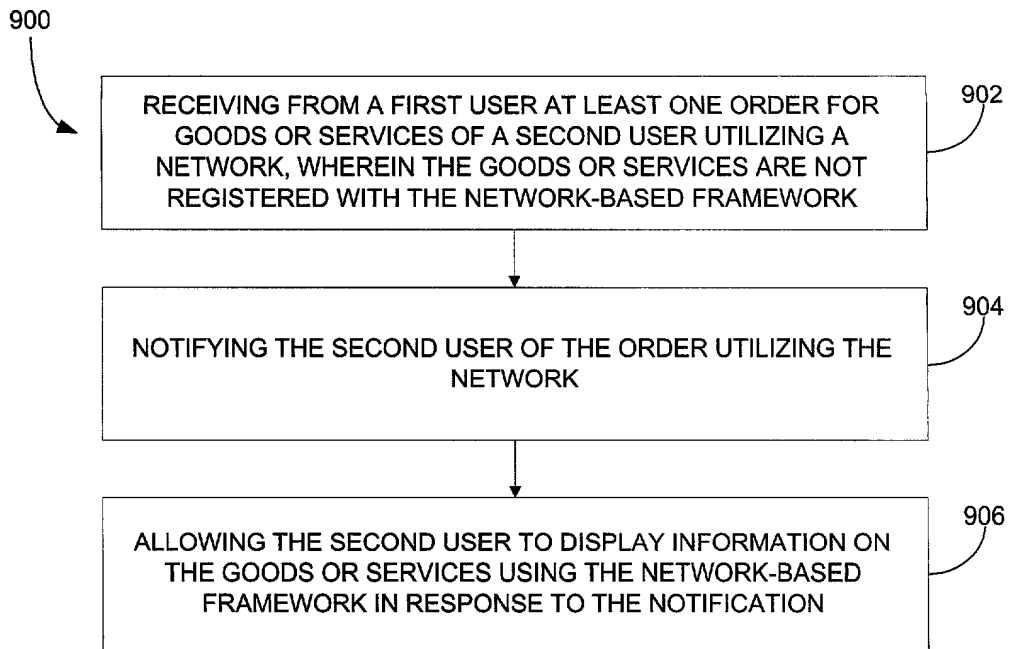 900
RECEIVING FROM A FIRST USER AT LEAST ONE ORDER FOR
GOODS OR SERVICES OF A SECOND USER UTILIZING A
NETWORK, WHEREIN THE GOODS OR SERVICES ARE NOT
REGISTERED WITH THE NETWORK-BASED FRAMEWORK
902
NOTIFYING THE SECOND USER OF THE ORDER UTILIZING THE
NETWORK
904
ALLOWING THE SECOND USER TO DISPLAY INFORMATION ON
THE GOODS OR SERVICES USING THE NETWORK-BASED
FRAMEWORK IN RESPONSE TO THE NOTIFICATION
906